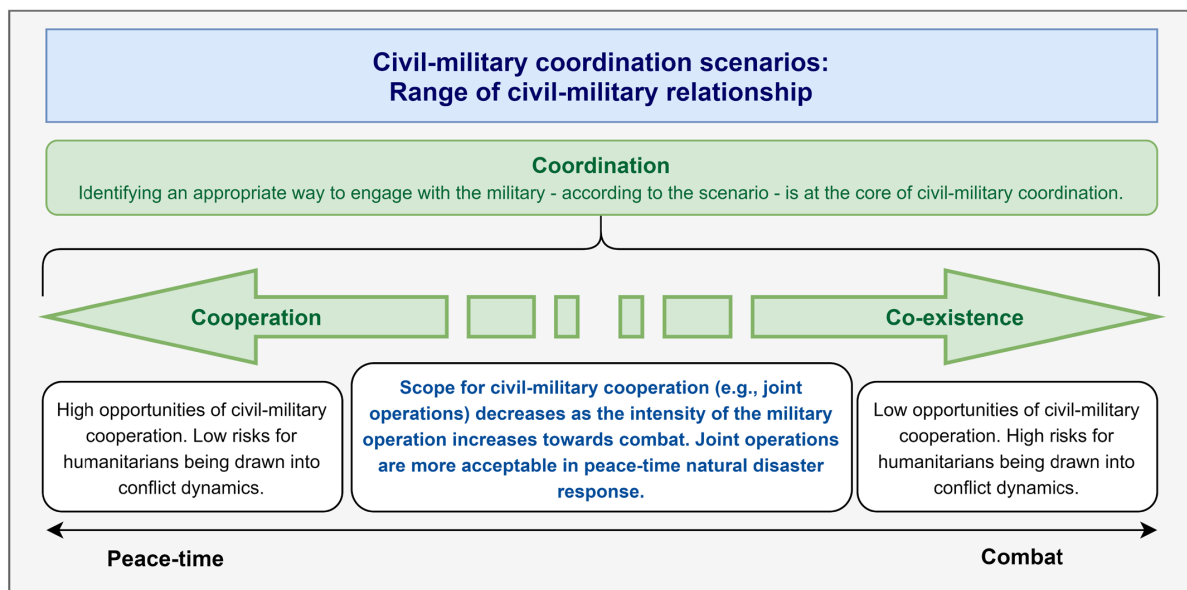 Civil-military coordination scenarios:
Range of civil-military relationship
Coordination
Identifying an appropriate way to engage with the military - according to the scenario - is at the core of civil-military coordination.
Cooperation
Co-existence
High opportunities of civil-military
cooperation. Low risks for
humanitarians being drawn into
conflict dynamics.
Scope for civil-military cooperation (e.g., joint
operations) decreases as the intensity of the military
operation increases towards combat. Joint operations
are more acceptable in peace-time natural disaster
response.
Low opportunities of civil-military
cooperation. High risks for
humanitarians being drawn into
conflict dynamics.
Peace-time
Combat